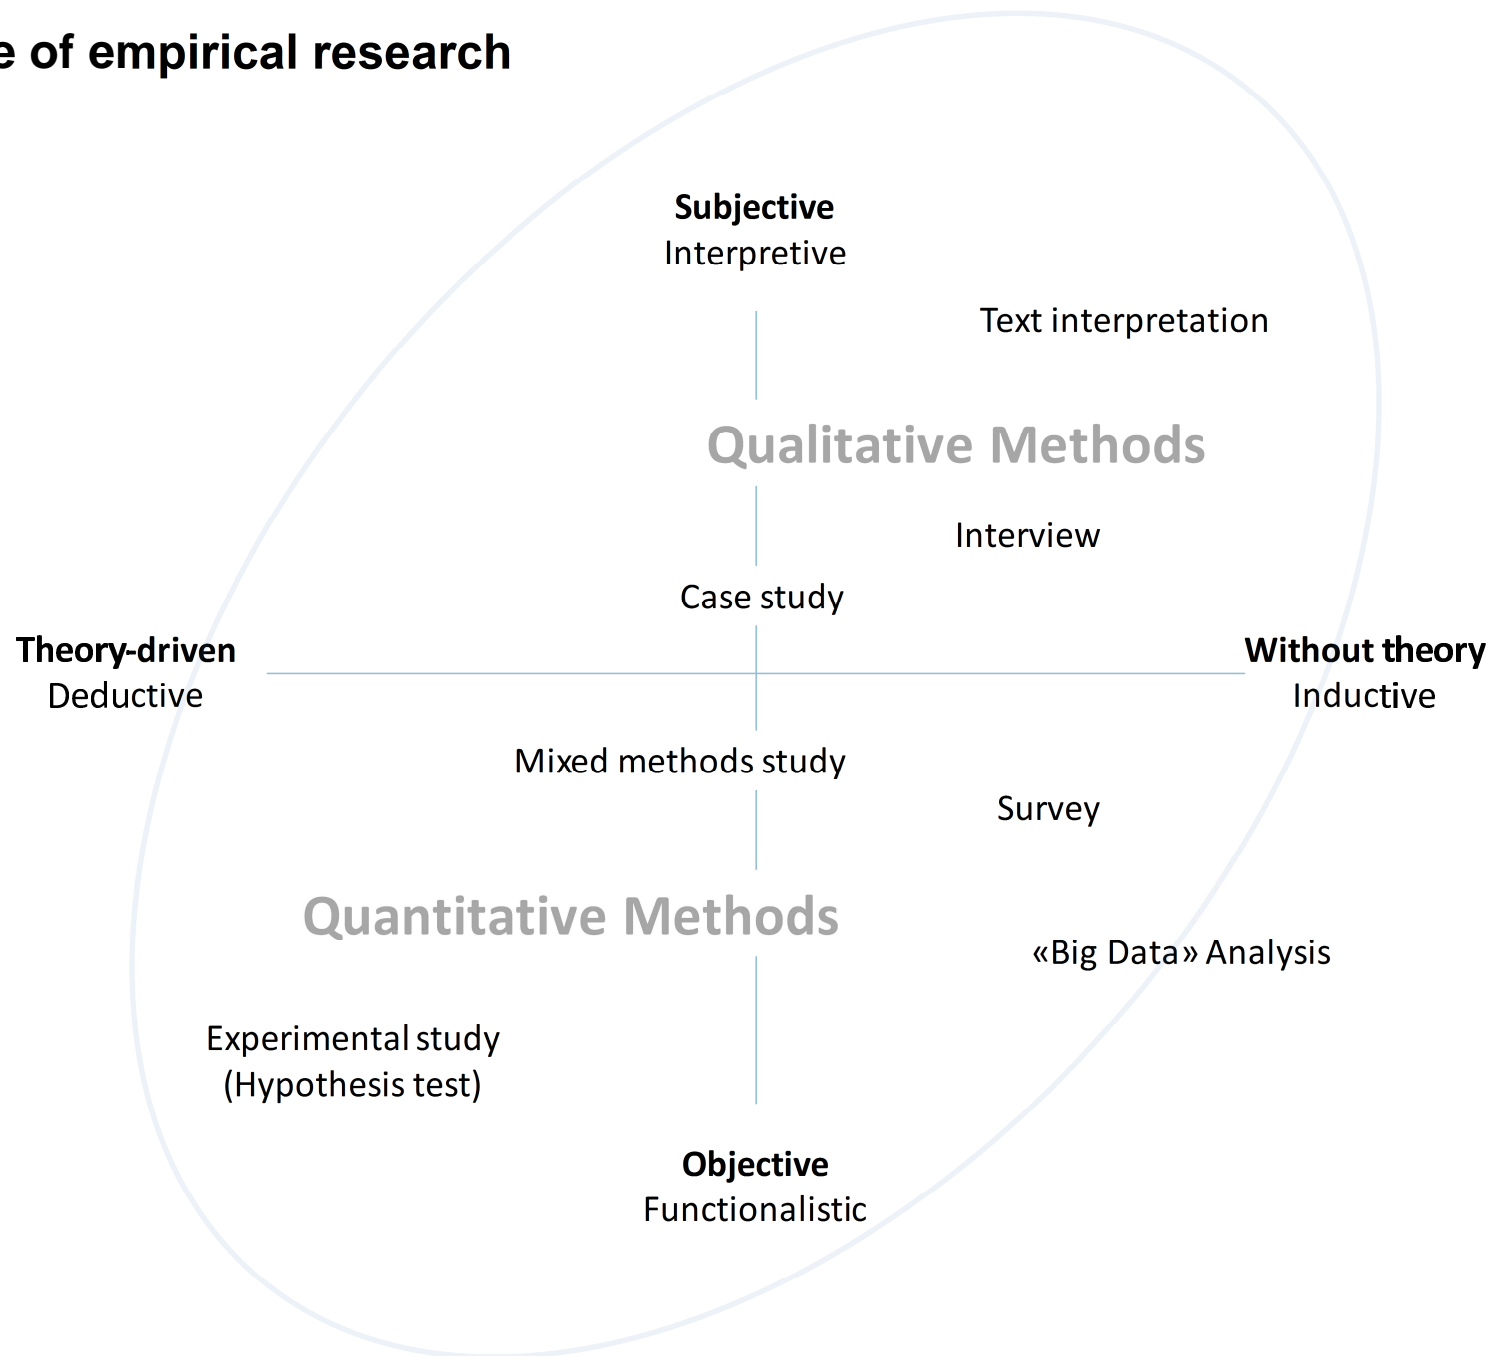 e of empirical research
Subjective
Interpretive
Text interpretation
Qualitative Methods
Interview
Case study
Theory-driven
Deductive
Without theory
Inductive
Mixed methods study
Survey
Quantitative Methods
«Big Data» Analysis
Experimental study
(Hypothesis test)
Objective
Functionalistic